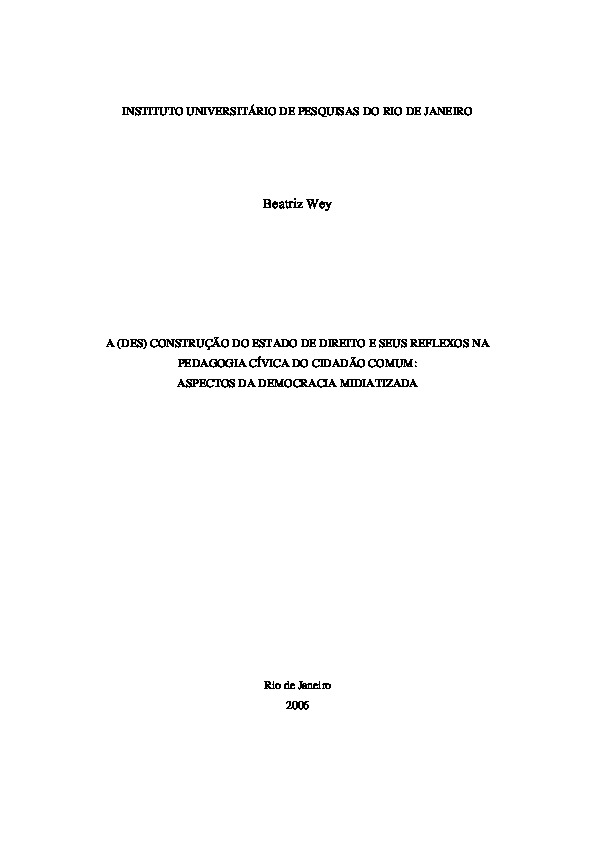 INSTITUTO UNIVERSITÁRIO DE PESQUISAS DO RIO DE JANEIRO
Beatriz Wey
A (DES) CONSTRUÇÃO DO ESTADO DE DIREITO E SEUS REFLEXOS NA
PEDAGOGIA CÍVICA DO CIDADÃO COMUM:
ASPECTOS DA DEMOCRACIA MIDIATIZADA
Rio de Janeiro
2006